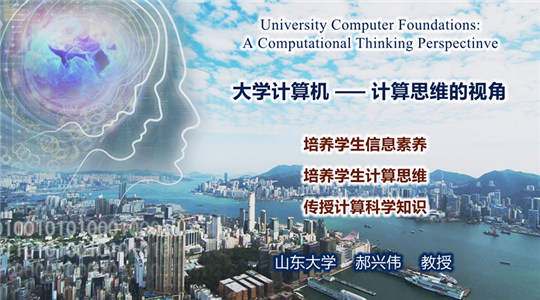 University Computer Foundations:
A Computational Thinking Perspectinve
大学计算机 —— 计算思维的视角
培养学生信息素养
培养学生计算思维
传授计算科学知识
00101010100
山东大学 郝兴伟 教授